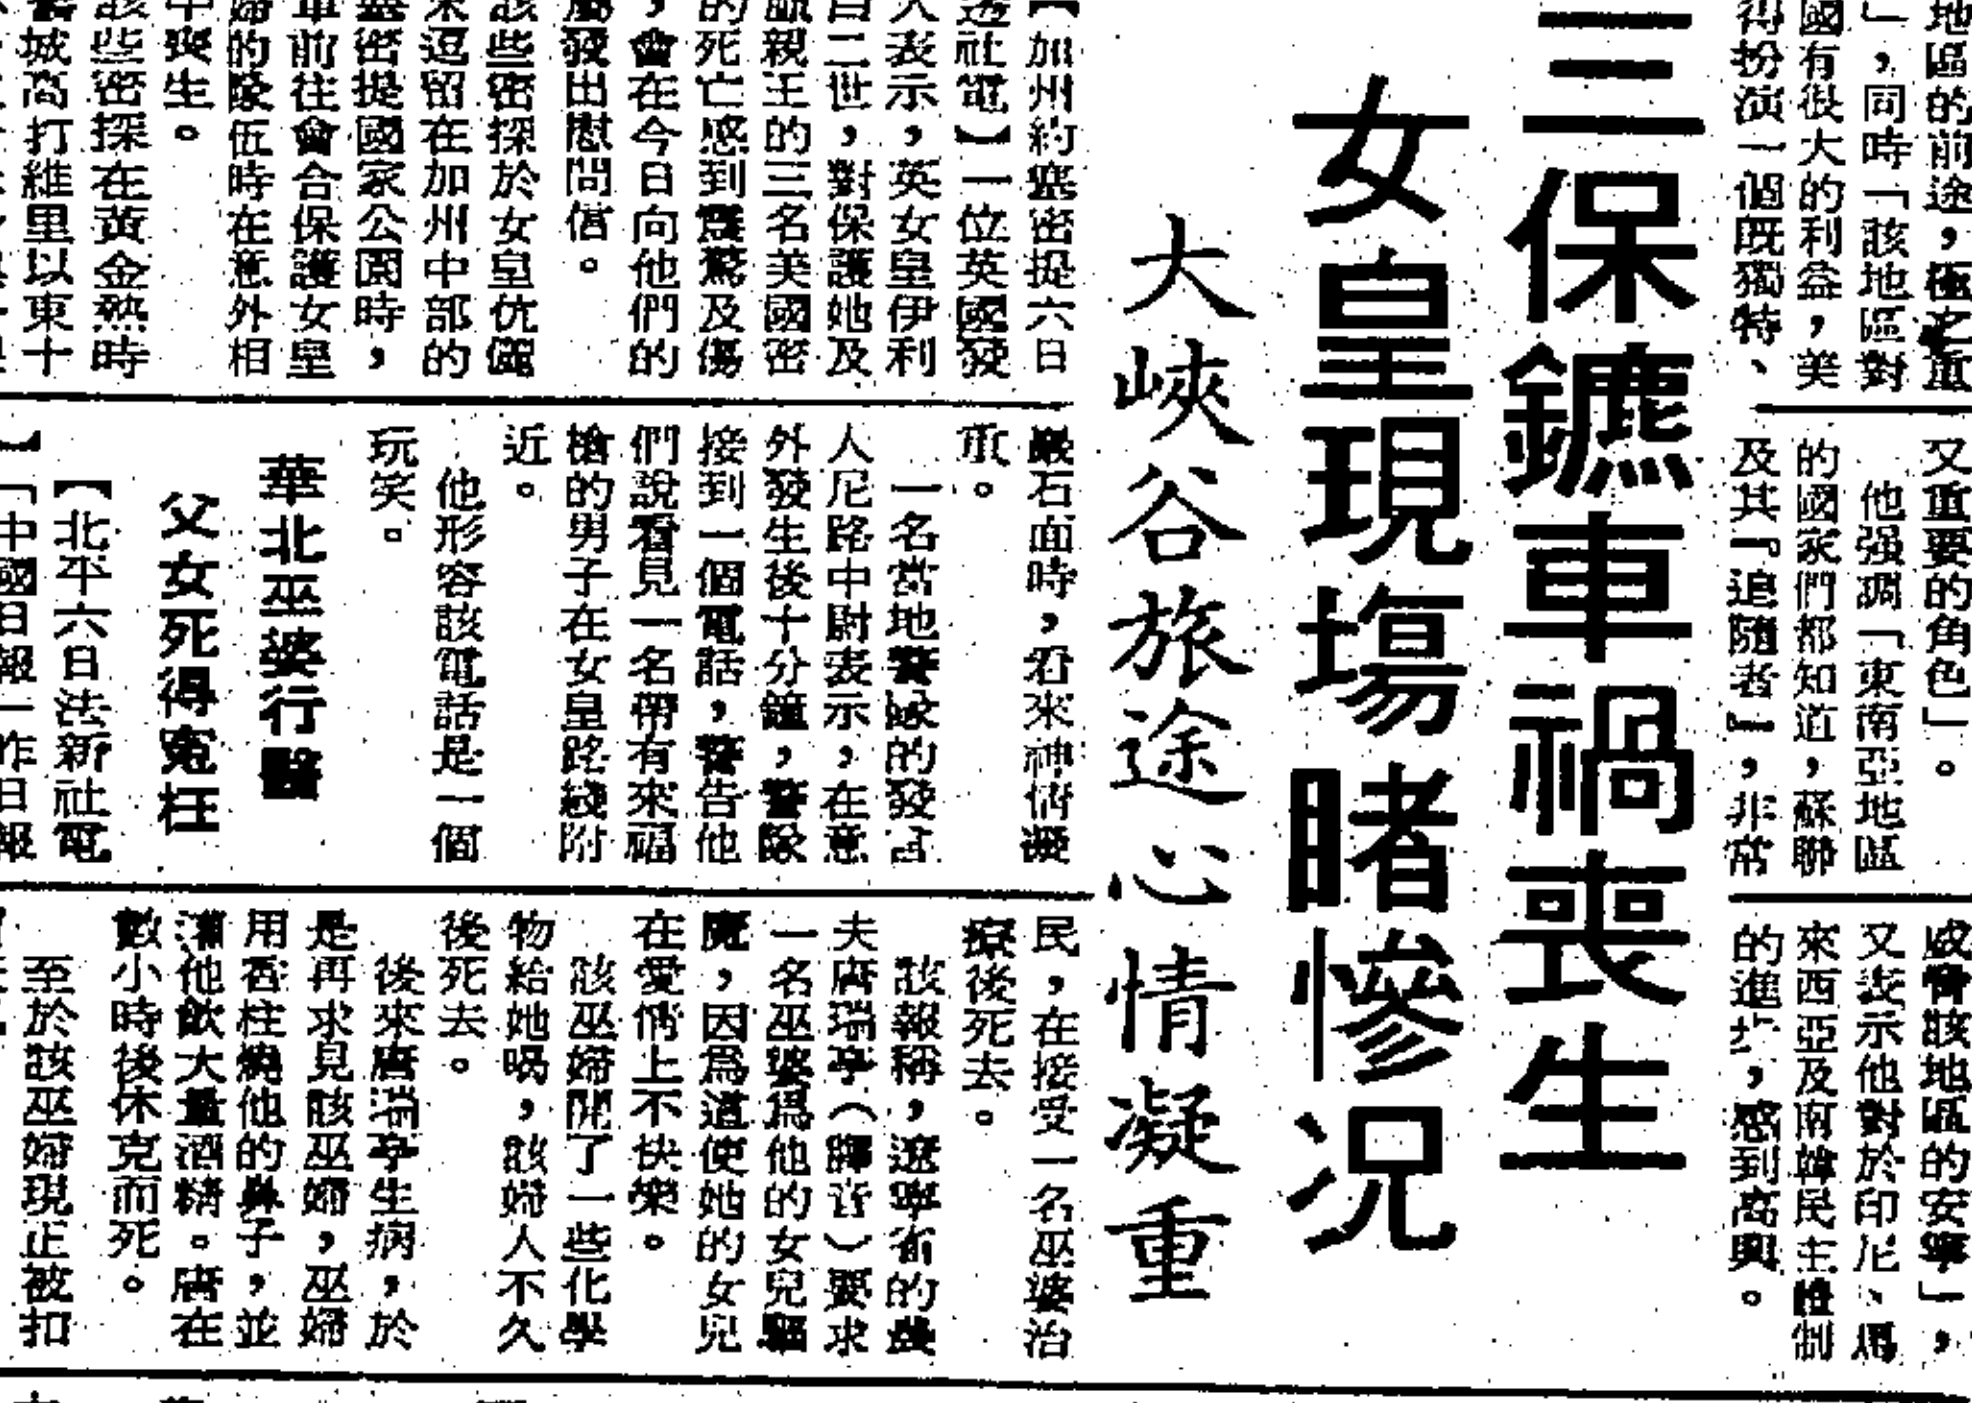 地區的前途，極之重
」，同時「該地區對
國有很大的利益，美
得扮演一個既獨特、
又重要的角色」。
他强調「東南亞地區
的國家們都知道，蘇聯
及其『追隨者』，非常
威脅該地區的安寧」，
又表示他對於印尼、馬
來西亞及南韓民主體制
的進步，感到高興。
三保鑣車禍喪生
女皇現場睹慘況
大峽谷旅途心情凝重
【加州約塞密提六日
一位英國發
人表示，英女皇伊利
白二世，對保護她及
親王的三名美國密
的死亡感到震驚及傷
，會在今日向他們的
屬發出慰問信。
該些密探於女皇伉儷
來逗留在加州中部的
塞密提國家公園時，
車前往會合保護女皇
婦的隊伍時在意外相
中喪生。
該些密探在黃金熱時
舊城高打維里以東十
巖石面時，看來神情凝
重。
一名當地警隊的發言
人尼路中尉表示，在意
外發生後十分鐘，警隊
接到一個電話，警告他
們說看見一名帶有來福
槍的男子在女皇路綫附
近。
他形容該電話是一個
玩笑。
華北巫婆行醫
父女死得寃枉
【北平六日法新社電
】「中國日報」昨日報
民，在接受一名巫婆治
療後死去。
該報稱，遼寧省的農
夫唐瑞亭（譯音）要求
一名巫婆爲他的女兒驅
魔，因爲這使她的女兒
在愛情上不快樂。
該巫婦開了一些化學
物給她喝，該婦人不久
後死去。
後來唐瑞亭生病，於
是再求見該巫婦，巫婦
用香柱燒他的鼻子，並
灌他飲大量酒精。唐在
數小時後休克而死。
至於該巫婦現正被扣